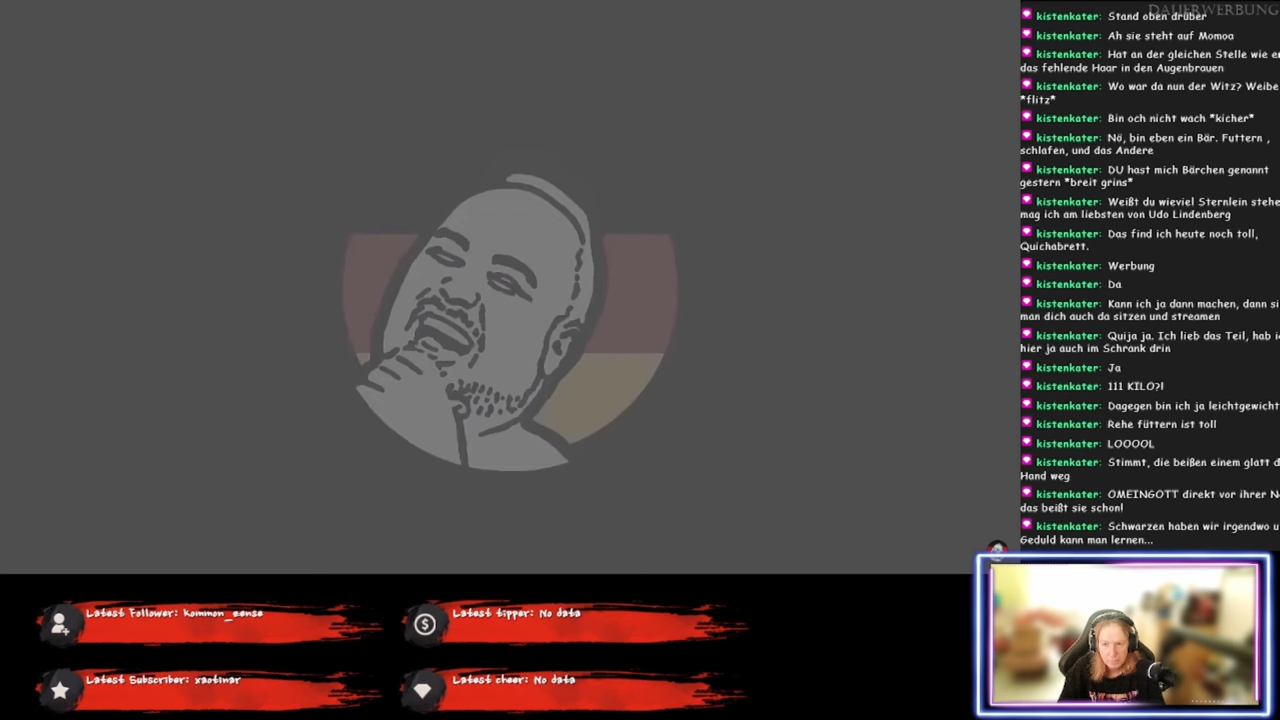 DAUERWERBUNG
kistenkater: Stand oben drüber
kistenkater: Ah sie steht auf Momoa
kistenkater: Hat an der gleichen Stelle wie
das fehlende Haar in den Augenbrauen
kistenkater: Wo war da nun der Witz? Weibe
*flitz*
kistenkater: Bin och nicht wach *kicher*
kistenkater: Nö, bin eben ein Bär. Futtern ,
schlafen, und das Andere
kistenkater: DU hast mich Bärchen genannt
gestern *breit grins*
kistenkater: Weißt du wieviel Sternlein stehe
mag ich am liebsten von Udo Lindenberg
kistenkater: Das find ich heute noch toll,
Quichabrett.
kistenkater: Werbung
kistenkater: Da
kistenkater: Kann ich ja dann machen, dann si
man dich auch da sitzen und streamen
kistenkater: Quija ja. Ich lieb das Teil, hab i
hier ja auch im Schrank drin
kistenkater: Ja
kistenkater: 111 KILO?!
kistenkater: Dagegen bin ich ja leichtgewicht
kistenkater: Rehe füttern ist toll
kistenkater: LOOOOL
kistenkater: Stimmt, die beißen einem glatt d
Hand weg
kistenkater: OMEINGOTT direkt vor ihrer N
das beißt sie schon!
kistenkater: Schwarzen haben wir irgendwo u
Geduld kann man lernen...
Latest Follower: Kommon_zense
Latest tipper: No data
Latest Subscriber: xaotinar
Latest cheer: No data